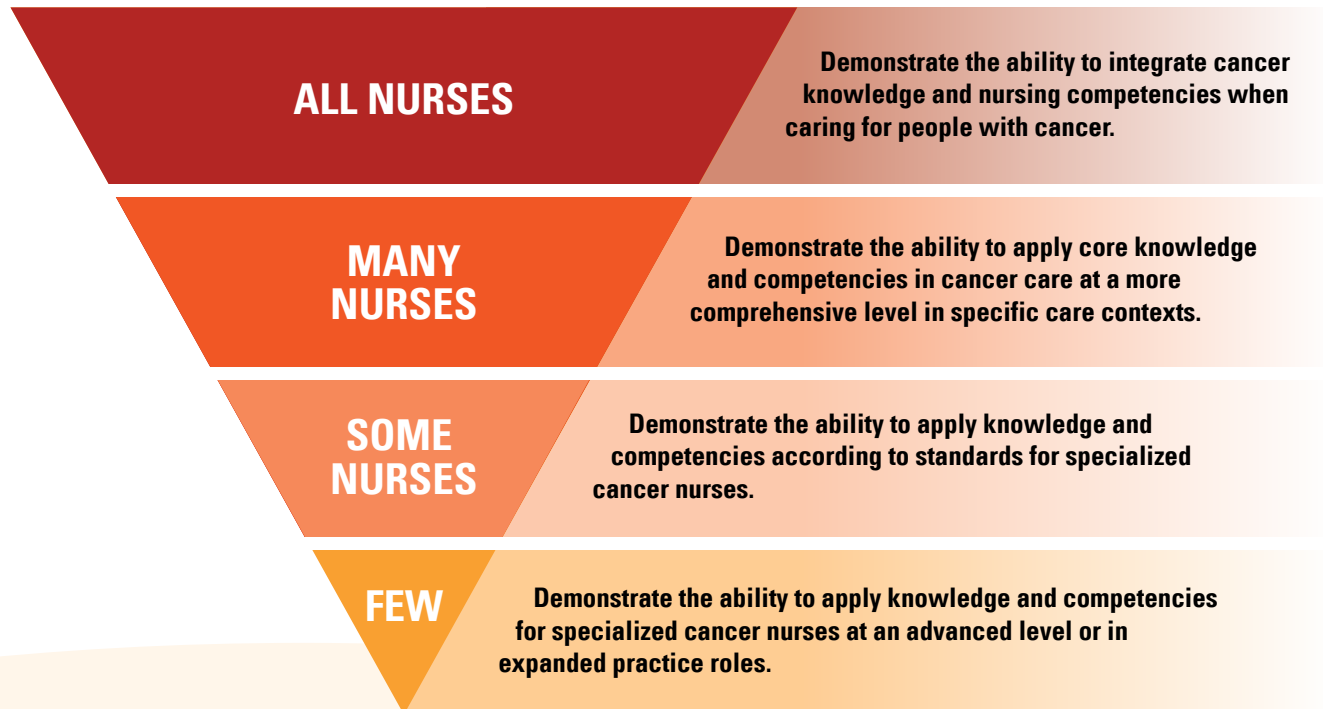 ALL NURSES
Demonstrate the ability to integrate cancer
knowledge and nursing competencies when
caring for people with cancer.
MANY
NURSES
Demonstrate the ability to apply core knowledge
and competencies in cancer care at a more
comprehensive level in specific care contexts.
SOME
NURSES
Demonstrate the ability to apply knowledge and
competencies according to standards for specialized
cancer nurses.
FEW
Demonstrate the ability to apply knowledge and competencies
for specialized cancer nurses at an advanced level or in
expanded practice roles.